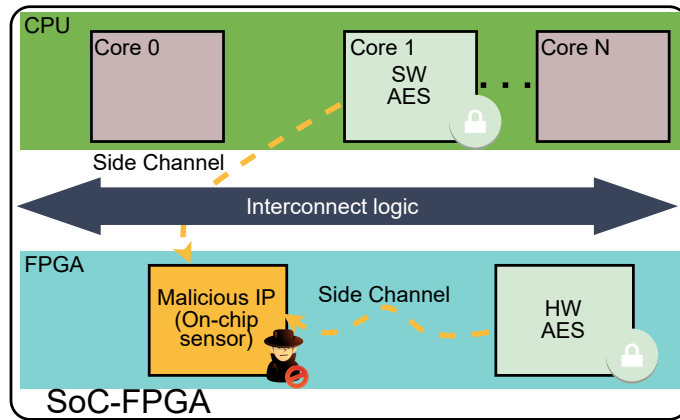 CPU
Core 0
Core 1
SW
AES
. . .
Core N
Side Channel
Interconnect logic
FPGA
Malicious IP
(On-chip
sensor)
Side Channel
HW
AES
SoC-FPGA